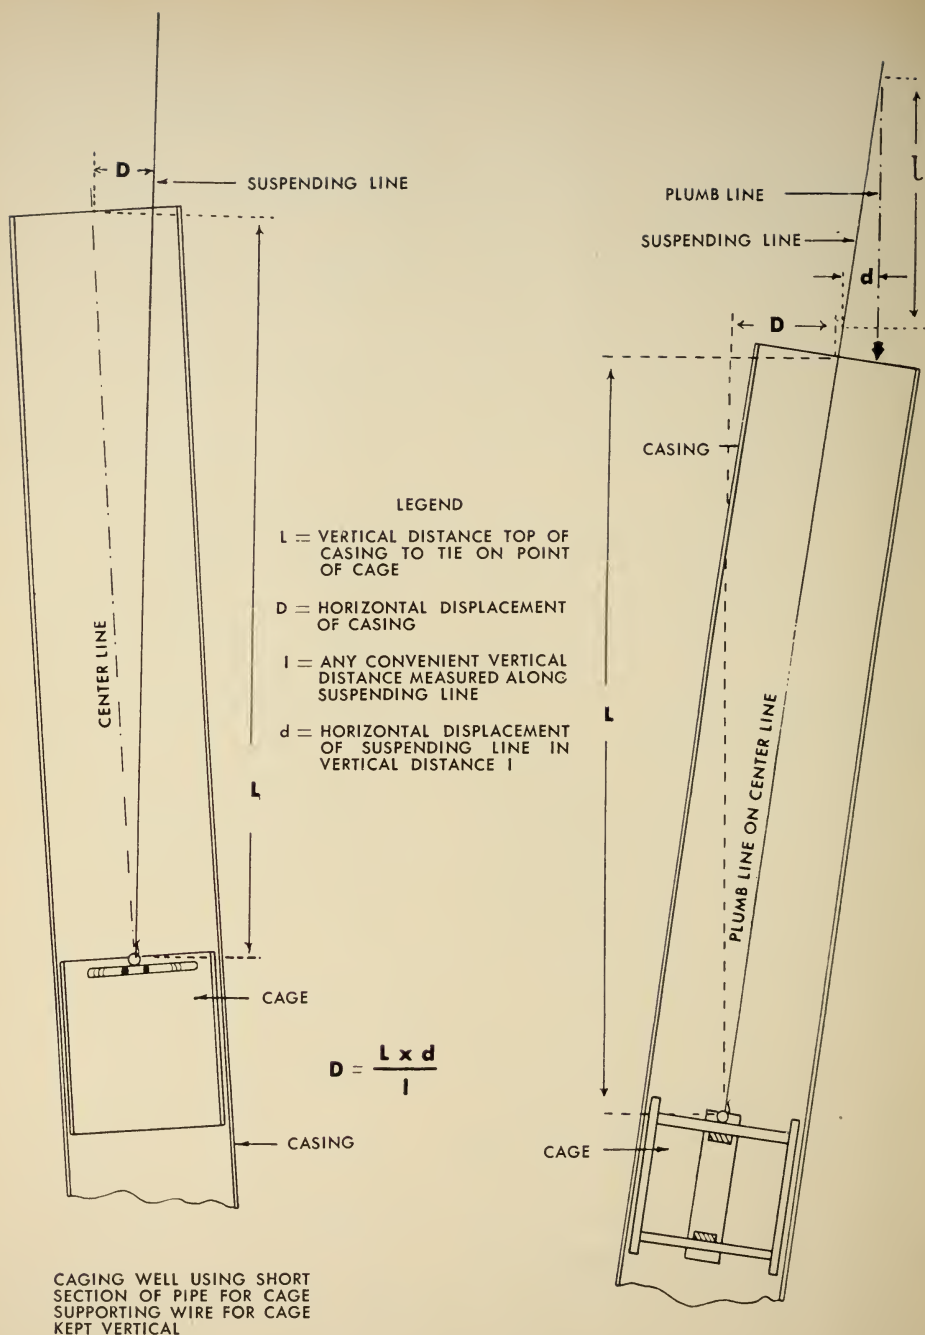 D
SUSPENDING LINE
PLUMB LINE
l
SUSPENDING LINE
d
D
CASING
LEGEND
L = VERTICAL DISTANCE TOP OF
CASING TO TIE ON POINT
OF CAGE
D = HORIZONTAL DISPLACEMENT
OF CASING
l = ANY CONVENIENT VERTICAL
DISTANCE MEASURED ALONG
SUSPENDING LINE
d = HORIZONTAL DISPLACEMENT
OF SUSPENDING LINE IN
VERTICAL DISTANCE l
CENTER LINE
L
L
PLUMB LINE ON CENTER LINE
CAGE
D = L x d
l
CASING
CAGE
CAGING WELL USING SHORT
SECTION OF PIPE FOR CAGE
SUPPORTING WIRE FOR CAGE
KEPT VERTICAL